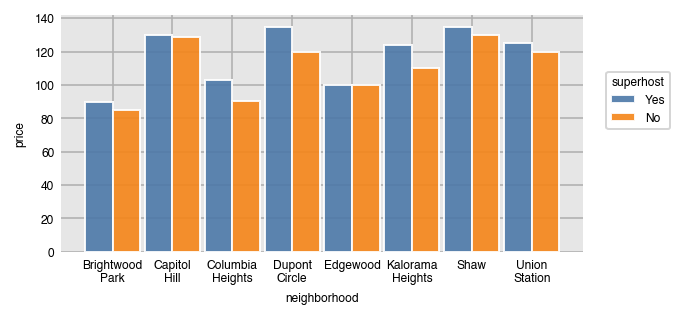 140
120
100
80
60
40
20
0
price
Brightwood Park
Capitol Hill
Columbia Heights
Dupont Circle
Edgewood
Kalorama Heights
Shaw
Union Station
neighborhood
superhost
Yes
No